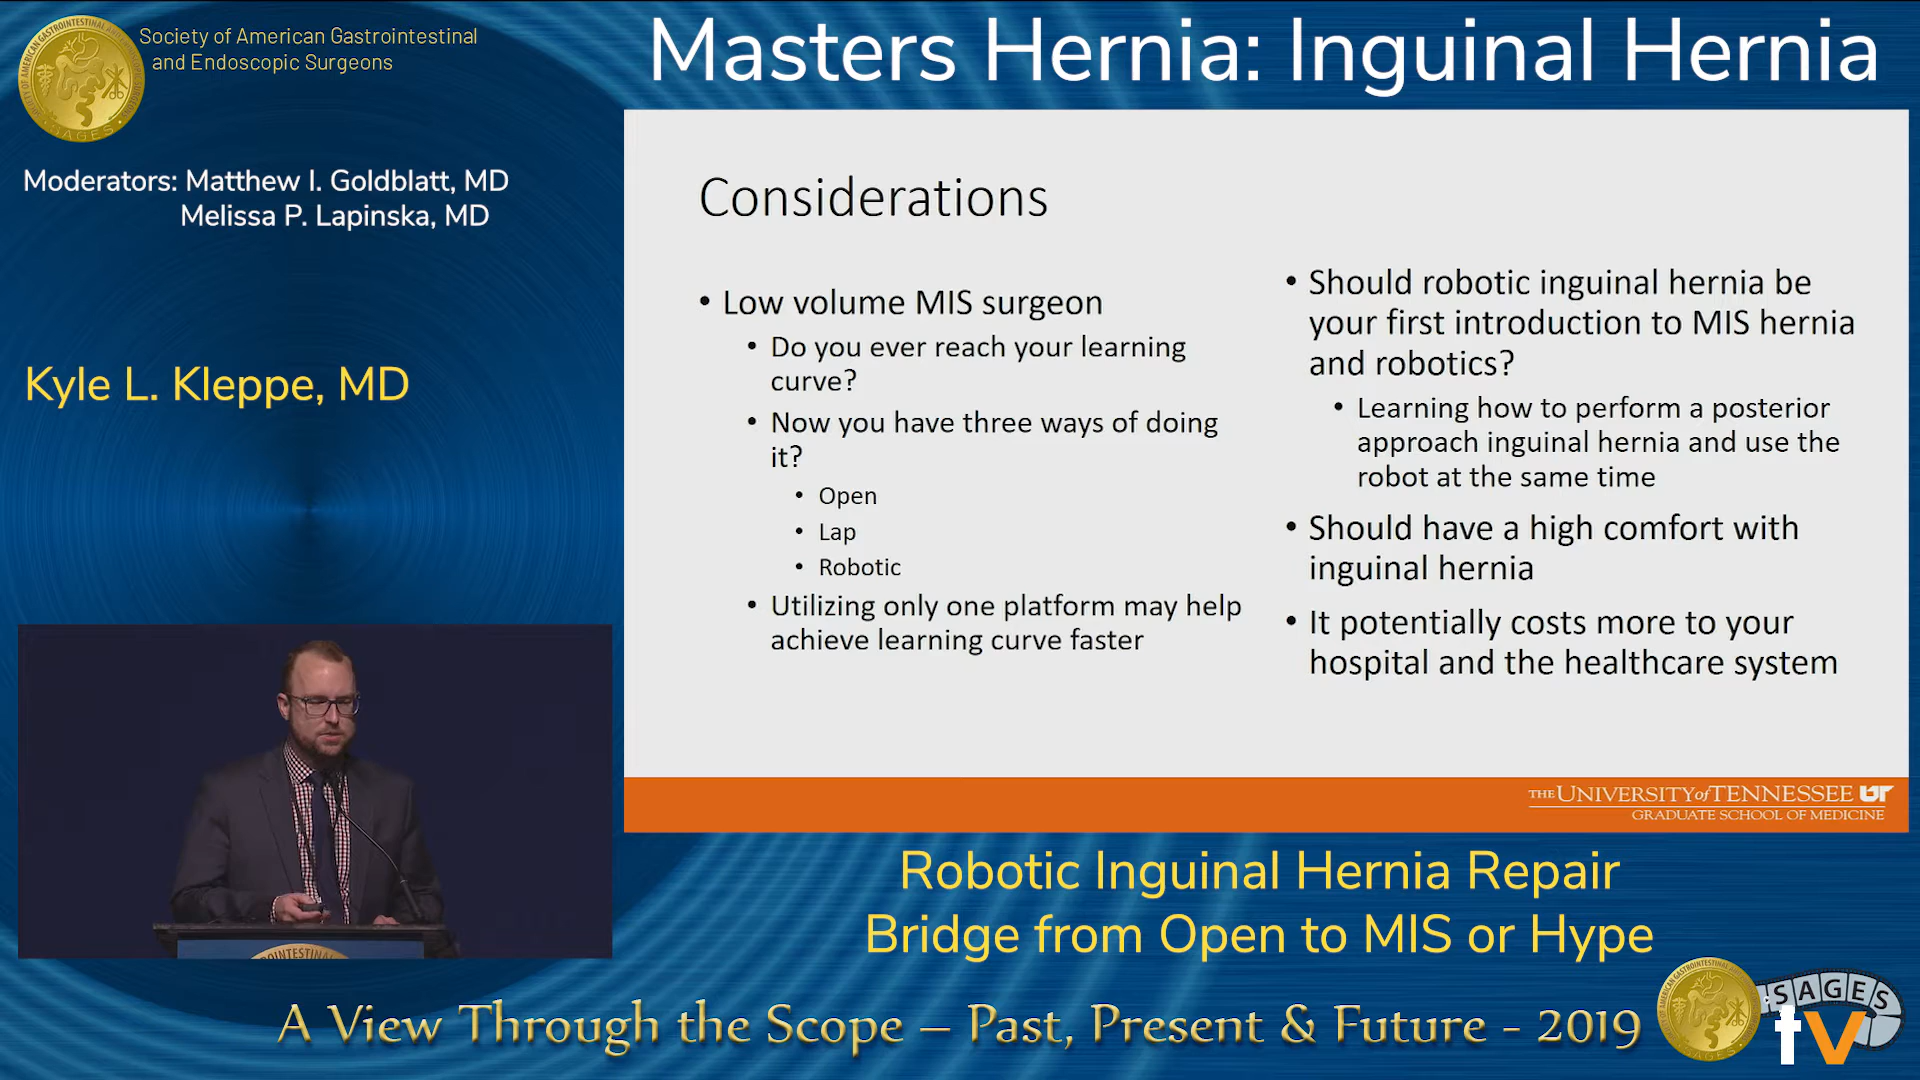 Society of American Gastrointestinal
and Endoscopic Surgeons
Masters Hernia: Inguinal Hernia
Moderators: Matthew I. Goldblatt, MD
Melissa P. Lapinska, MD
Kyle L. Kleppe, MD
Considerations
• Low volume MIS surgeon
• Do you ever reach your learning
curve?
• Now you have three ways of doing
it?
• Open
• Lap
• Robotic
• Utilizing only one platform may help
achieve learning curve faster
• Should robotic inguinal hernia be
your first introduction to MIS hernia
and robotics?
• Learning how to perform a posterior
approach inguinal hernia and use the
robot at the same time
• Should have a high comfort with
inguinal hernia
• It potentially costs more to your
hospital and the healthcare system
THE UNIVERSITY of TENNESSEE UT
GRADUATE SCHOOL OF MEDICINE
Robotic Inguinal Hernia Repair
Bridge from Open to MIS or Hype
A View Through the Scope – Past, Present & Future - 2019
SAGES
tv